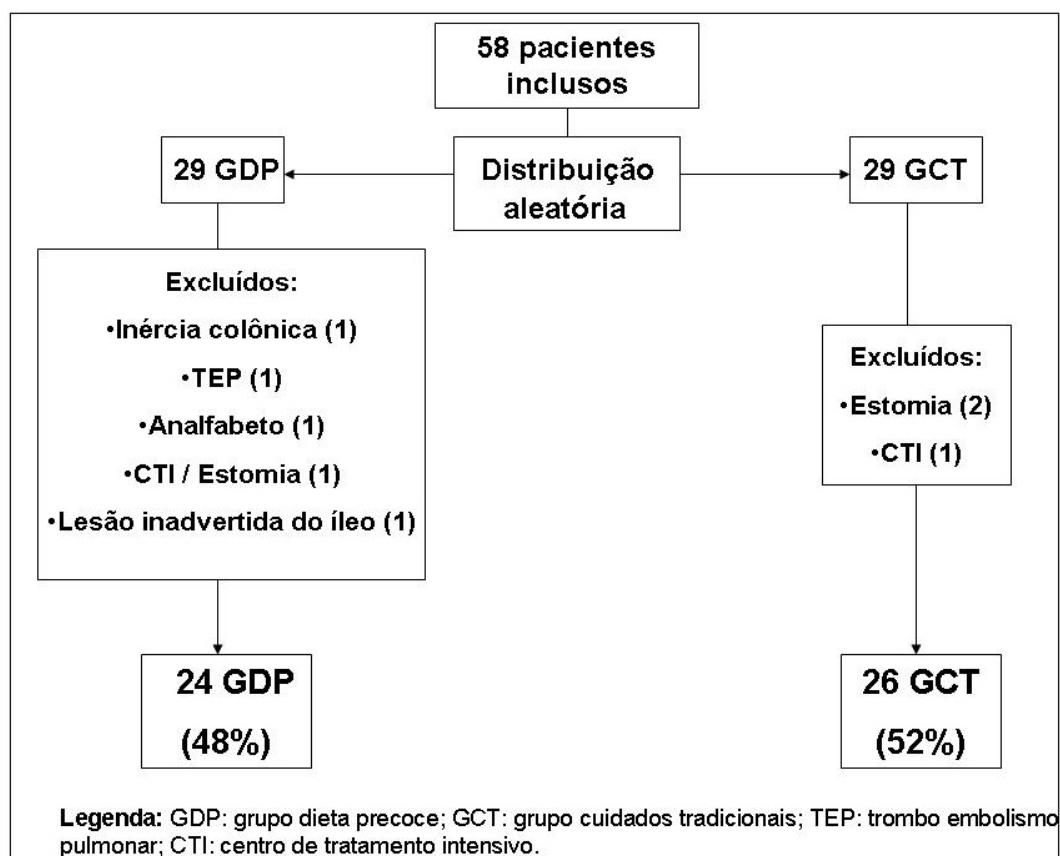 58 pacientes
inclusos
29 GDP
Distribuição
aleatória
29 GCT
Excluídos:
•Inércia colônica (1)
•TEP (1)
•Analfabeto (1)
•CTI / Estomia (1)
•Lesão inadvertida do íleo (1)
Excluídos:
•Estomia (2)
•CTI (1)
24 GDP
(48%)
26 GCT
(52%)
Legenda: GDP: grupo dieta precoce; GCT: grupo cuidados tradicionais; TEP: trombo embolismo
pulmonar; CTI: centro de tratamento intensivo.